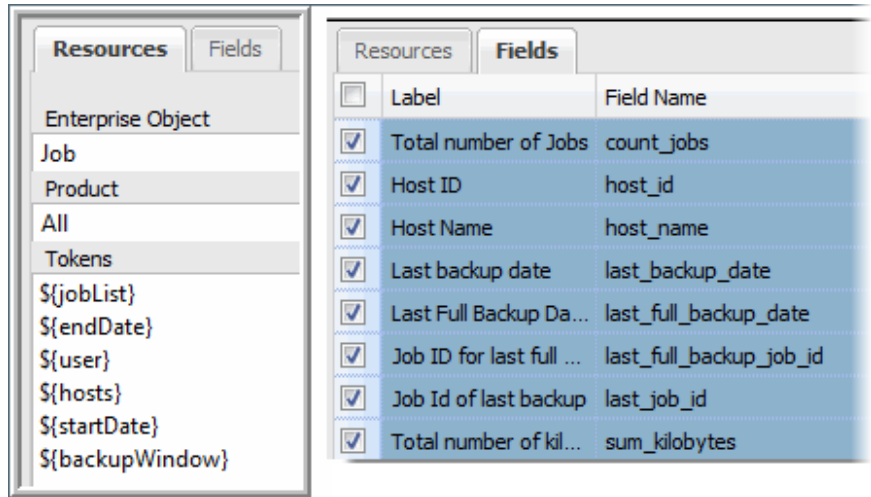 Resources Fields
Enterprise Object
Job
Product
All
Tokens
${jobList}
${endDate}
${user}
${hosts}
${startDate}
${backupWindow}
Resources Fields
Label Field Name
Total number of Jobs count_jobs
Host ID host_id
Host Name host_name
Last backup date last_backup_date
Last Full Backup Da... last_full_backup_date
Job ID for last full ... last_full_backup_job_id
Job Id of last backup last_job_id
Total number of kil... sum_kilobytes